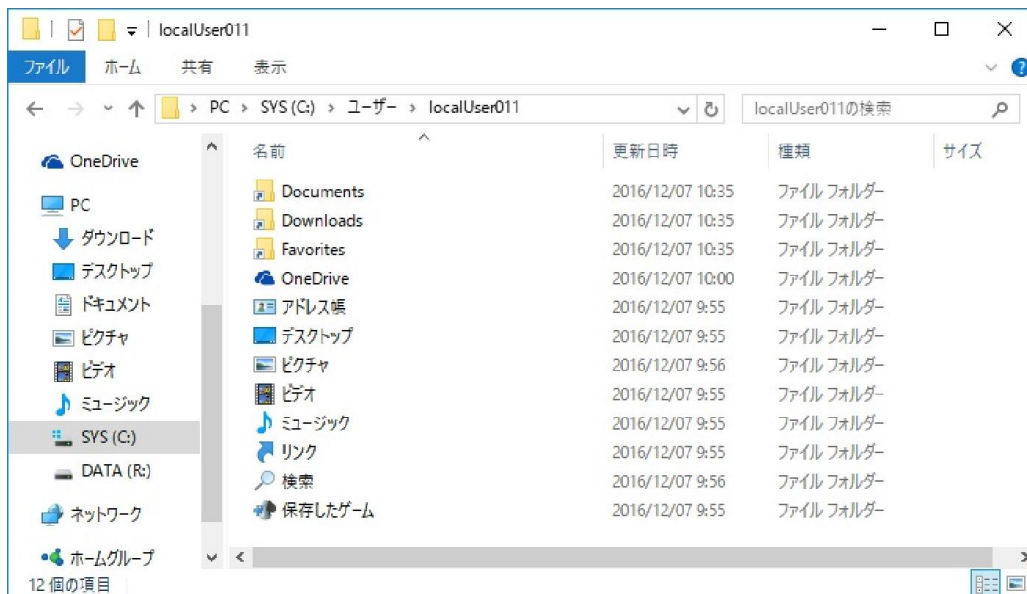 localUser011
ファイル ホーム 共有 表示
PC > SYS (C:) > ユーザー > localUser011
localUser011の検索
OneDrive
PC
ダウンロード
デスクトップ
ドキュメント
ピクチャ
ビデオ
ミュージック
SYS (C:)
DATA (R:)
ネットワーク
ホームグループ
名前 更新日時 種類 サイズ
Documents 2016/12/07 10:35 ファイル フォルダー
Downloads 2016/12/07 10:35 ファイル フォルダー
Favorites 2016/12/07 10:35 ファイル フォルダー
OneDrive 2016/12/07 10:00 ファイル フォルダー
アドレス帳 2016/12/07 9:55 ファイル フォルダー
デスクトップ 2016/12/07 9:55 ファイル フォルダー
ピクチャ 2016/12/07 9:56 ファイル フォルダー
ビデオ 2016/12/07 9:55 ファイル フォルダー
ミュージック 2016/12/07 9:55 ファイル フォルダー
リンク 2016/12/07 9:55 ファイル フォルダー
検索 2016/12/07 9:56 ファイル フォルダー
保存したゲーム 2016/12/07 9:55 ファイル フォルダー
12 個の項目